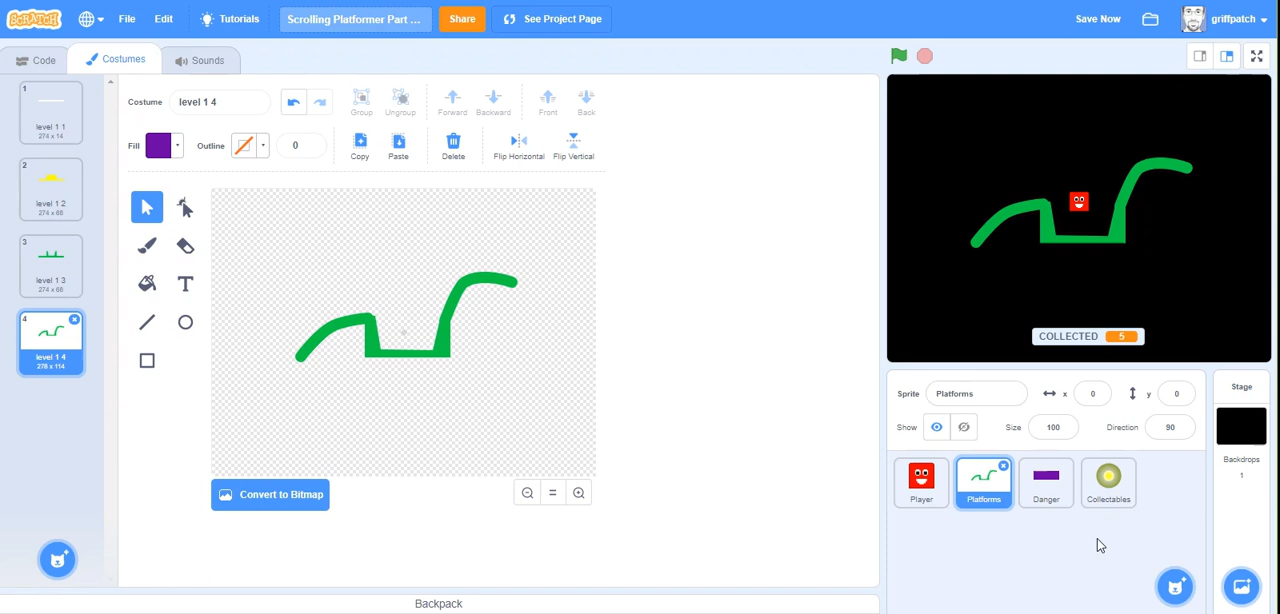 SCRATCH File Edit Tutorials Scrolling Platformer Part ... Share See Project Page Save Now griffpatch
Code Costumes Sounds
1
level 1 1
274 x 14
2
level 1 2
274 x 68
3
level 1 3
274 x 68
4
level 1 4
278 x 114
Costume level 1 4 Group Ungroup Forward Backward Front Back
Fill Outline 0 Copy Paste Delete Flip Horizontal Flip Vertical
T
Convert to Bitmap
Backpack
COLLECTED 5
Sprite Platforms x 0 y 0
Show Size 100 Direction 90
Player Platforms Danger Collectables
Stage
Backdrops
1